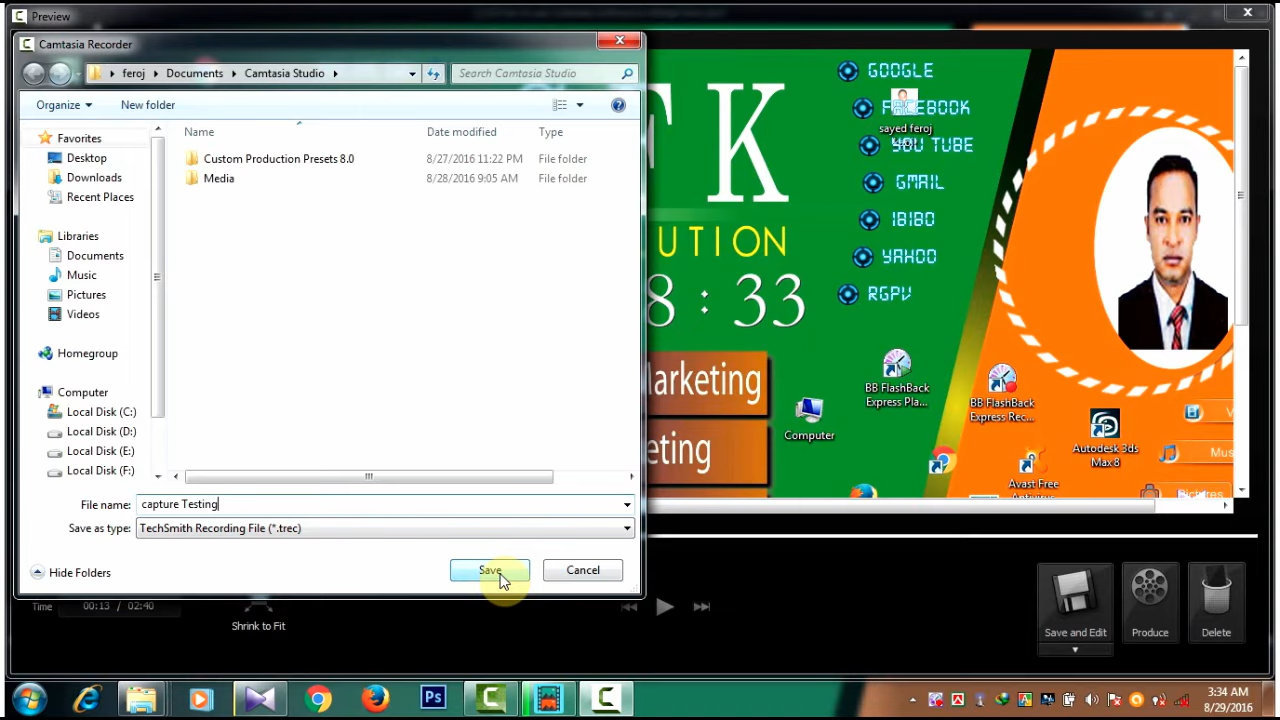 Preview
Camtasia Recorder
feroj Documents Camtasia Studio
Search Camtasia Studio
Organize New folder
Name Date modified Type
Favorites
Desktop
Downloads
Recent Places
Libraries
Documents
Music
Pictures
Videos
Homegroup
Computer
Local Disk (C:)
Local Disk (D:)
Local Disk (E:)
Local Disk (F:)
Custom Production Presets 8.0 8/27/2016 11:22 PM File folder
Media 8/28/2016 9:05 AM File folder
File name: capture Testing
Save as type: TechSmith Recording File (*.trec)
Hide Folders
Save Cancel
K
UTION
8 : 33
Marketing
eting
GOOGLE
FACEBOOK
sayed feroj
YOU TUBE
GMAIL
IBIBO
YAHOO
RGPV
BB FlashBack
Express Pla...
BB FlashBack
Express Rec...
Computer
Autodesk 3ds
Max 8
Avast Free
Antivirus
Mus
Pictures
Time 00:13 / 02:40
Shrink to Fit
Save and Edit
Produce
Delete
Ps
3:34 AM
8/29/2016